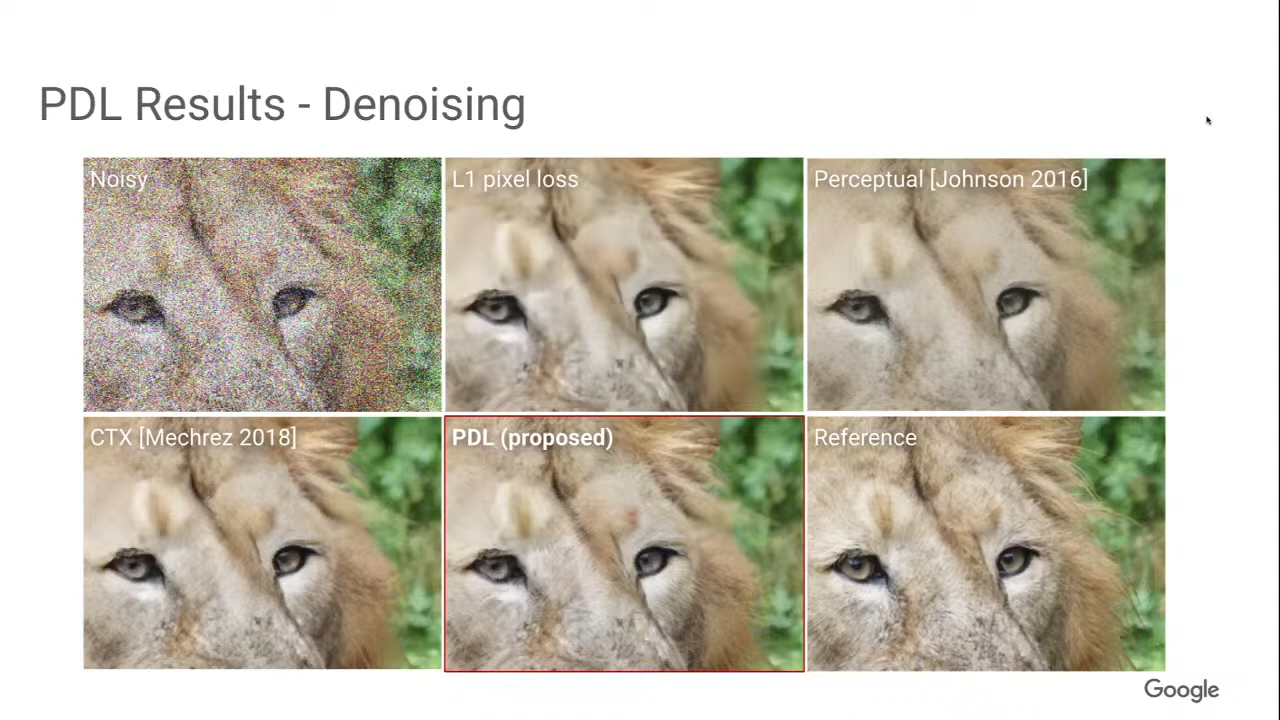 PDL Results - Denoising
Noisy
L1 pixel loss
Perceptual [Johnson 2016]
CTX [Mechrez 2018]
PDL (proposed)
Reference
Google